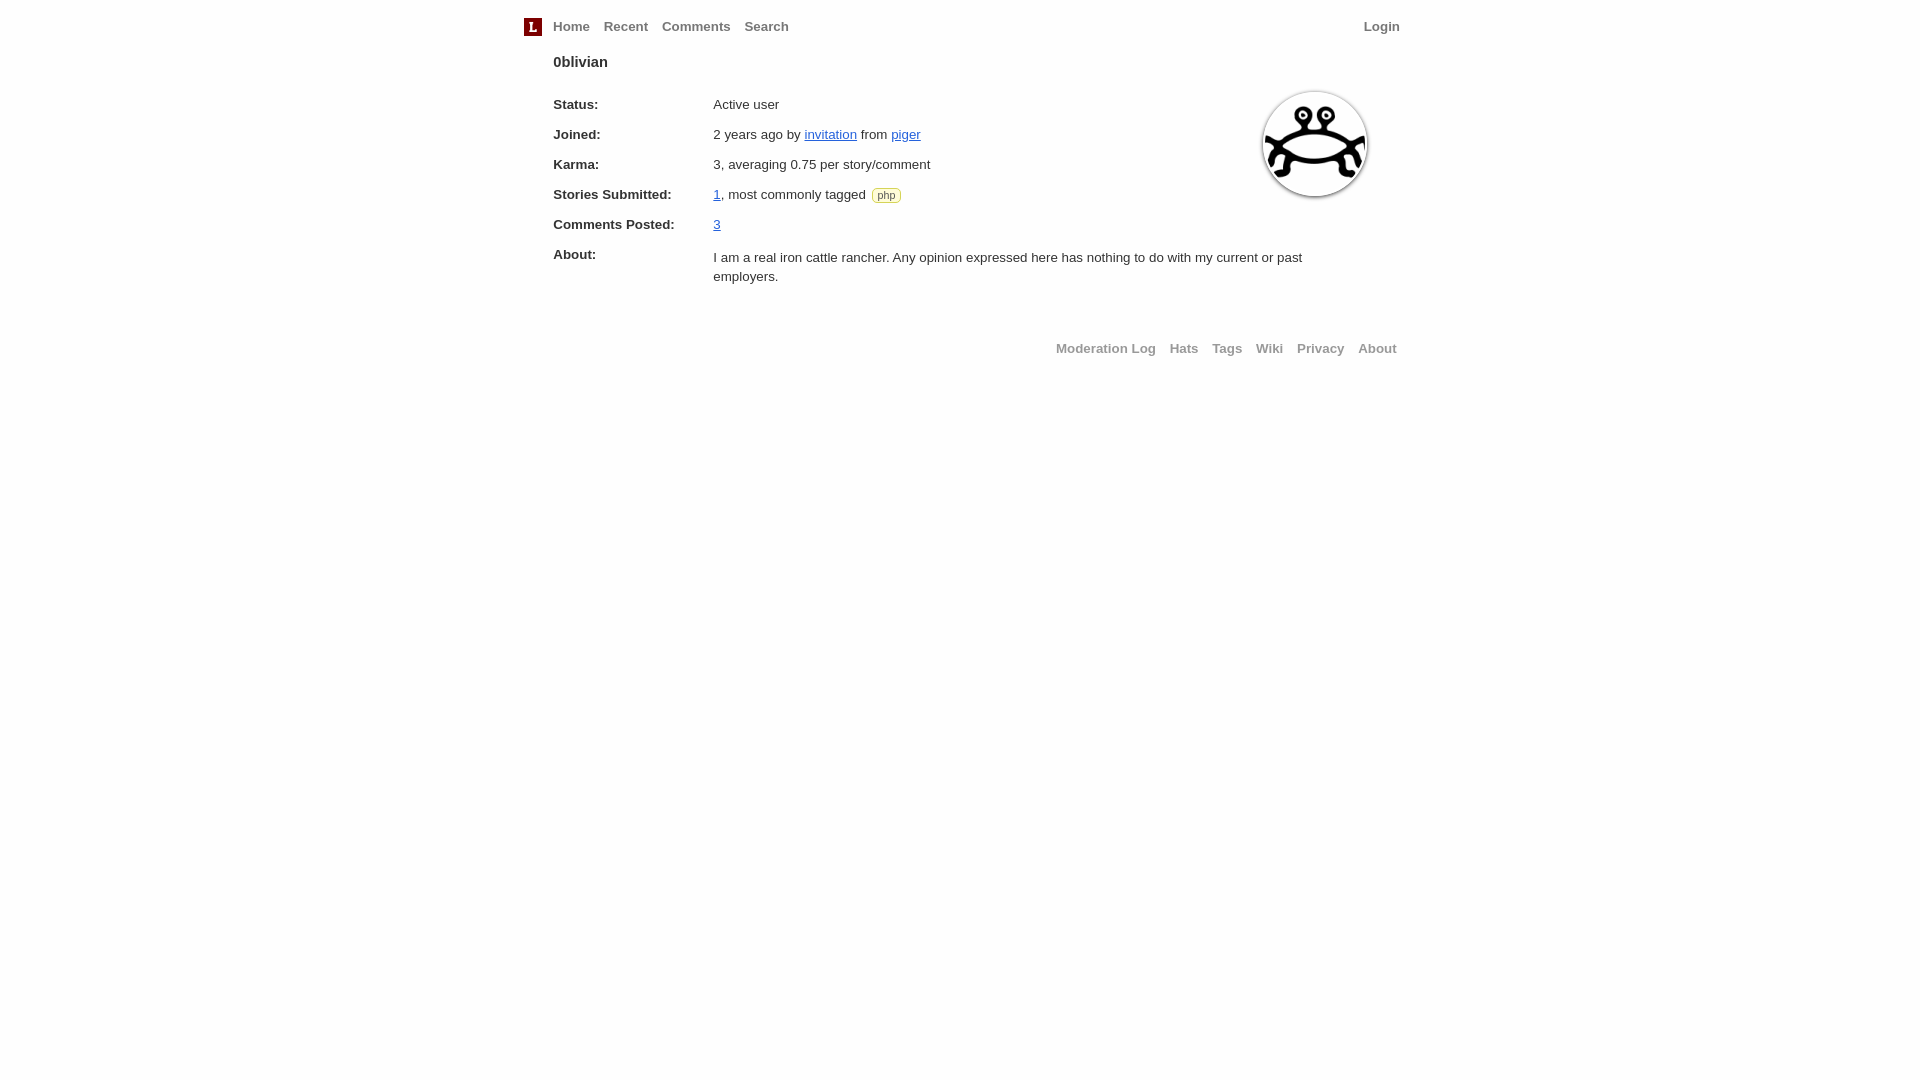 L Home Recent Comments Search Login
0blivian
Status: Active user
Joined: 2 years ago by invitation from piger
Karma: 3, averaging 0.75 per story/comment
Stories Submitted: 1, most commonly tagged php
Comments Posted: 3
About: I am a real iron cattle rancher. Any opinion expressed here has nothing to do with my current or past
employers.
Moderation Log Hats Tags Wiki Privacy About